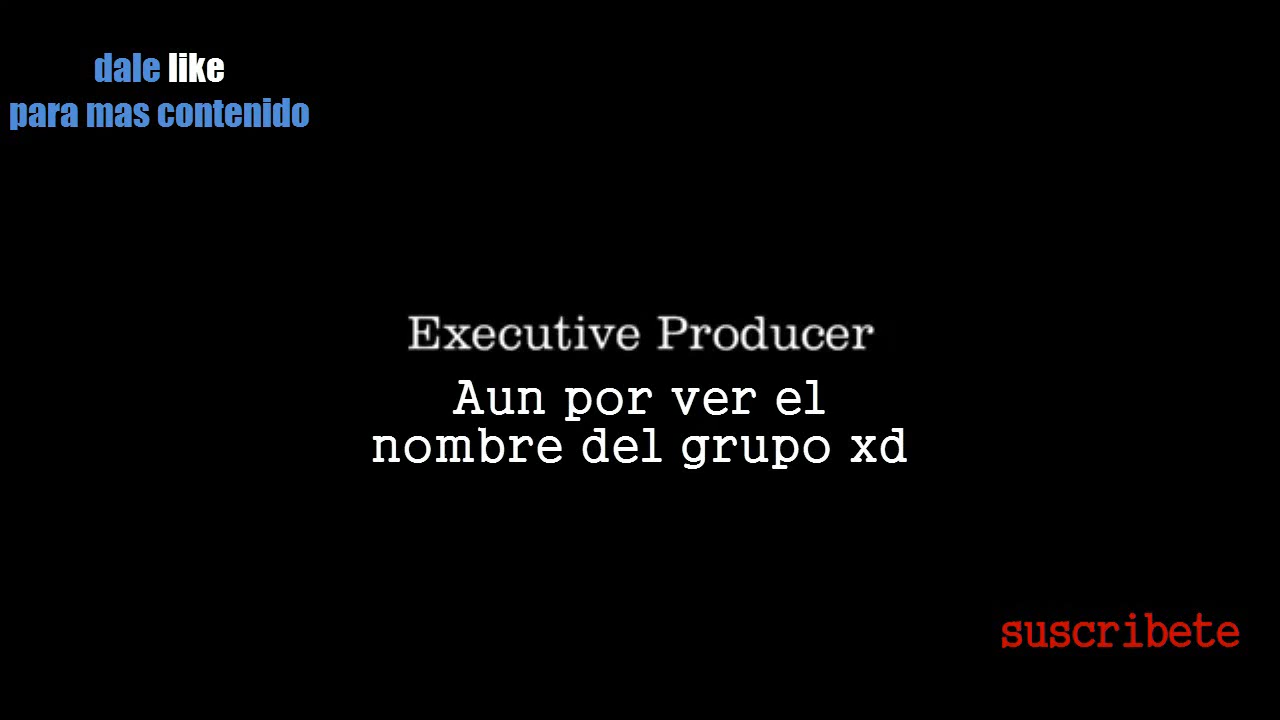 dale like
para mas contenido
Executive Producer
Aun por ver el
nombre del grupo xd
suscribete